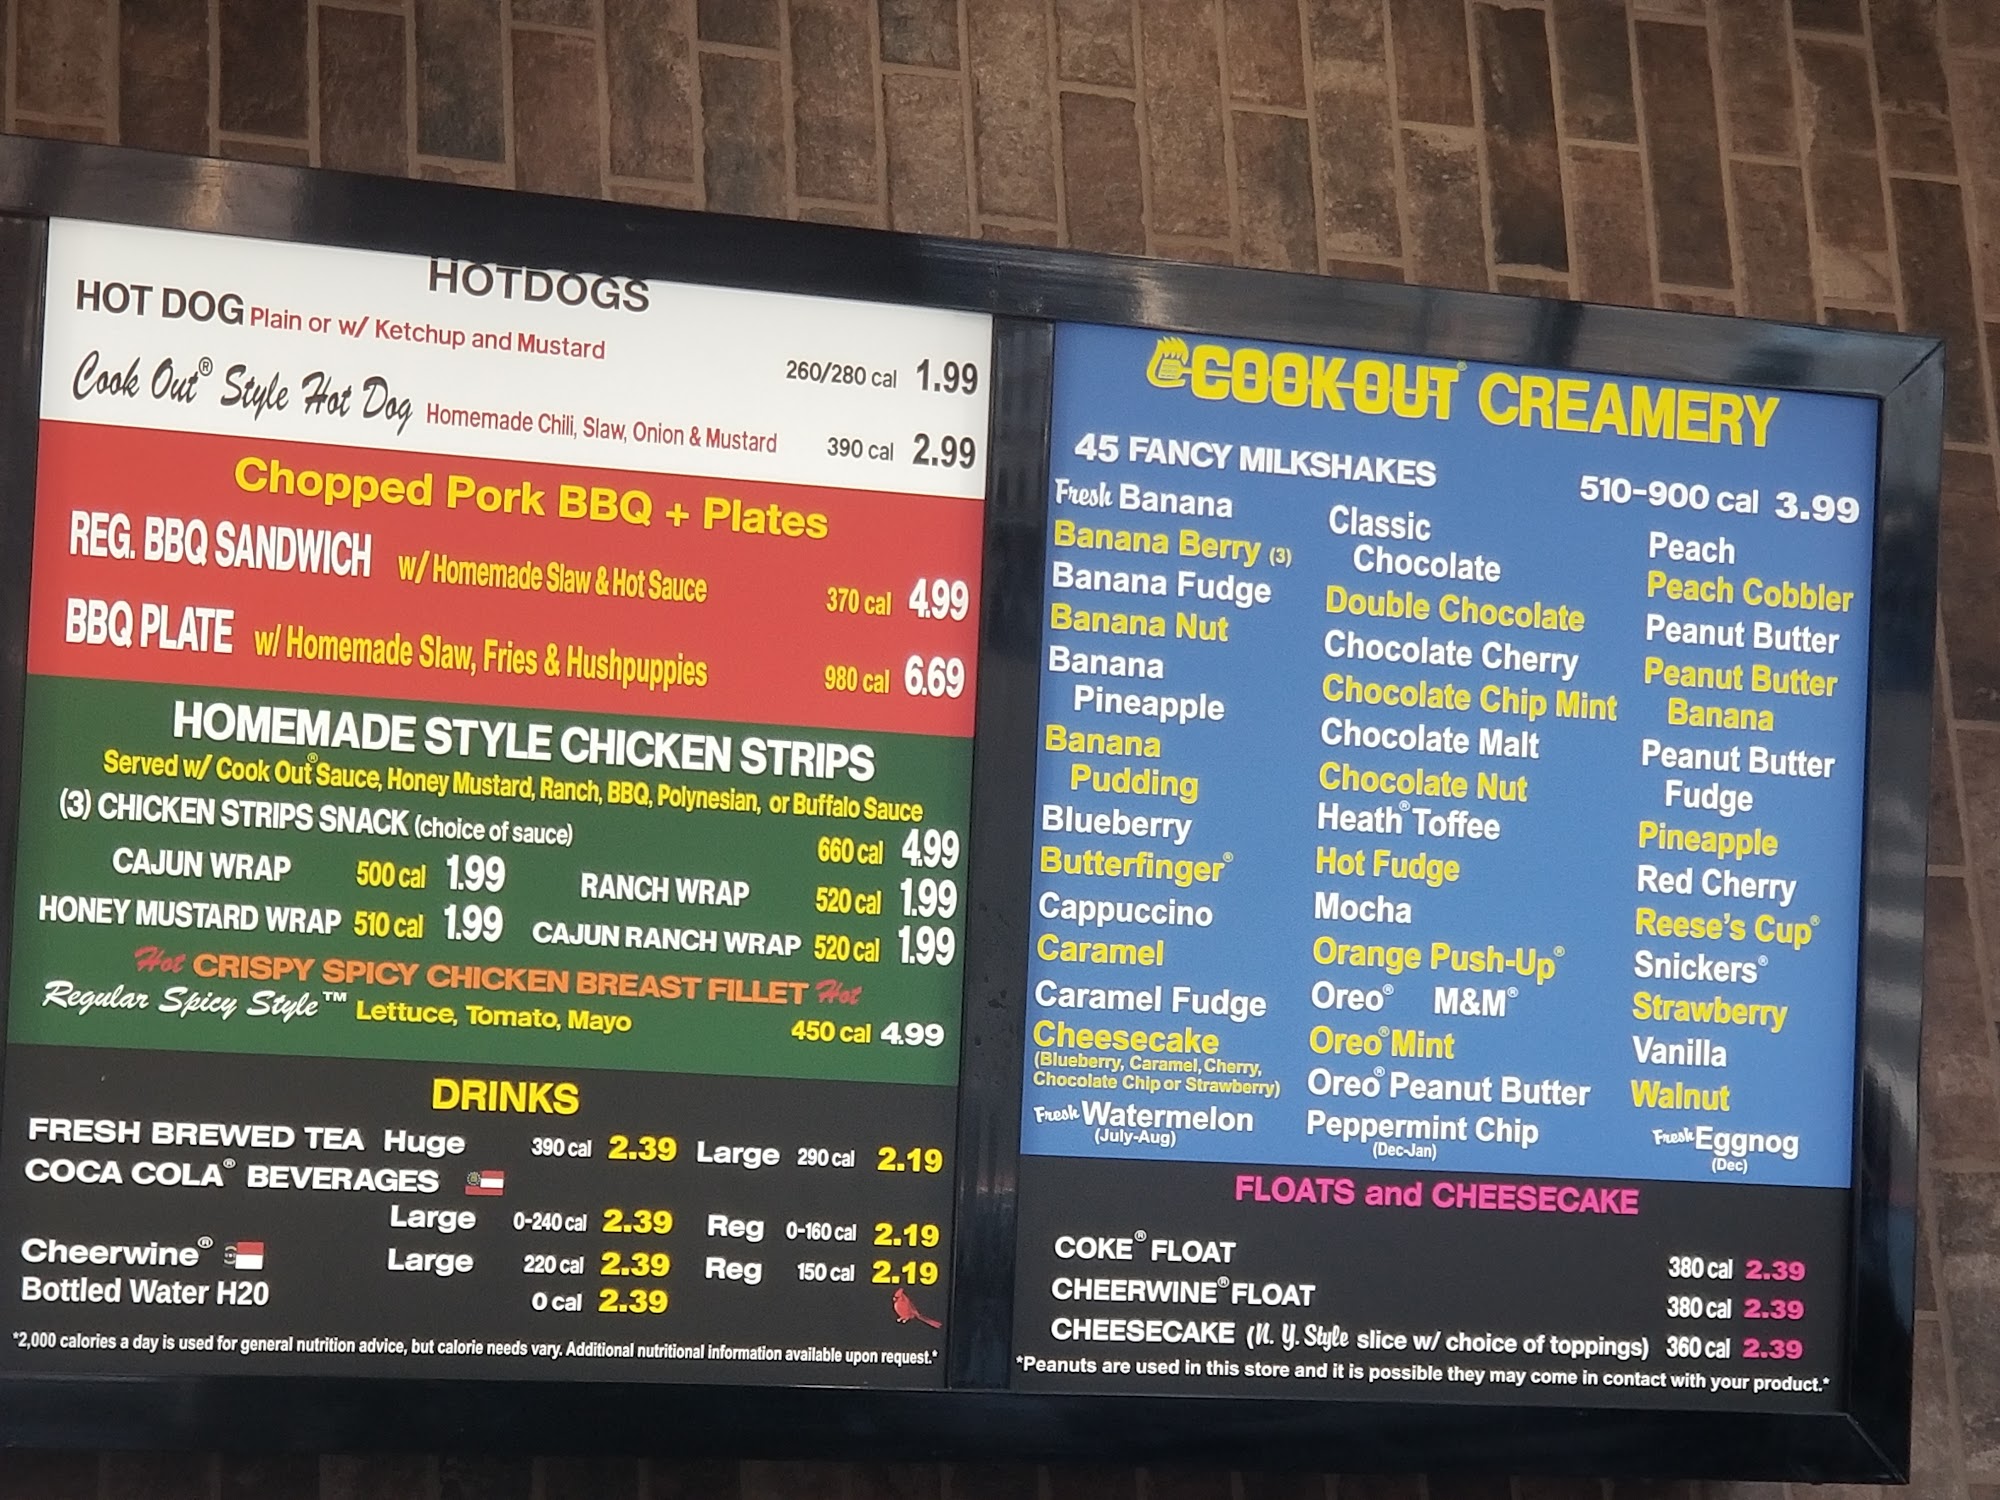 HOTDOGS
HOT DOG Plain or w/ Ketchup and Mustard 260/280 cal 1.99
Cook Out® Style Hot Dog Homemade Chili, Slaw, Onion & Mustard 390 cal 2.99
Chopped Pork BBQ + Plates
REG. BBQ SANDWICH w/ Homemade Slaw & Hot Sauce 370 cal 4.99
BBQ PLATE w/ Homemade Slaw, Fries & Hushpuppies 980 cal 6.69
HOMEMADE STYLE CHICKEN STRIPS
Served w/ Cook Out® Sauce, Honey Mustard, Ranch, BBQ, Polynesian, or Buffalo Sauce
(3) CHICKEN STRIPS SNACK (choice of sauce) 660 cal 4.99
CAJUN WRAP 500 cal 1.99 RANCH WRAP 520 cal 1.99
HONEY MUSTARD WRAP 510 cal 1.99 CAJUN RANCH WRAP 520 cal 1.99
Hot CRISPY SPICY CHICKEN BREAST FILLET Hot
Regular Spicy Style™ Lettuce, Tomato, Mayo 450 cal 4.99
DRINKS
FRESH BREWED TEA Huge 390 cal 2.39 Large 290 cal 2.19
COCA COLA® BEVERAGES
Large 0-240 cal 2.39 Reg 0-160 cal 2.19
Cheerwine® Large 220 cal 2.39 Reg 150 cal 2.19
Bottled Water H20 0 cal 2.39
*2,000 calories a day is used for general nutrition advice, but calorie needs vary. Additional nutritional information available upon request.*
COOK-OUT® CREAMERY
45 FANCY MILKSHAKES 510-900 cal 3.99
Fresh Banana
Banana Berry (3)
Banana Fudge
Banana Nut
Banana
Pineapple
Banana
Pudding
Blueberry
Butterfinger®
Cappuccino
Caramel
Caramel Fudge
Cheesecake
(Blueberry, Caramel, Cherry,
Chocolate Chip or Strawberry)
Fresh Watermelon
(July-Aug)
Classic
Chocolate
Double Chocolate
Chocolate Cherry
Chocolate Chip Mint
Chocolate Malt
Chocolate Nut
Heath® Toffee
Hot Fudge
Mocha
Orange Push-Up®
Oreo® M&M®
Oreo® Mint
Oreo® Peanut Butter
Peppermint Chip
(Dec-Jan)
Peach
Peach Cobbler
Peanut Butter
Peanut Butter
Banana
Peanut Butter
Fudge
Pineapple
Red Cherry
Reese's Cup®
Snickers®
Strawberry
Vanilla
Walnut
Fresh Eggnog
(Dec)
FLOATS and CHEESECAKE
COKE® FLOAT 380 cal 2.39
CHEERWINE® FLOAT 380 cal 2.39
CHEESECAKE (N. Y. Style slice w/ choice of toppings) 360 cal 2.39
*Peanuts are used in this store and it is possible they may come in contact with your product.*